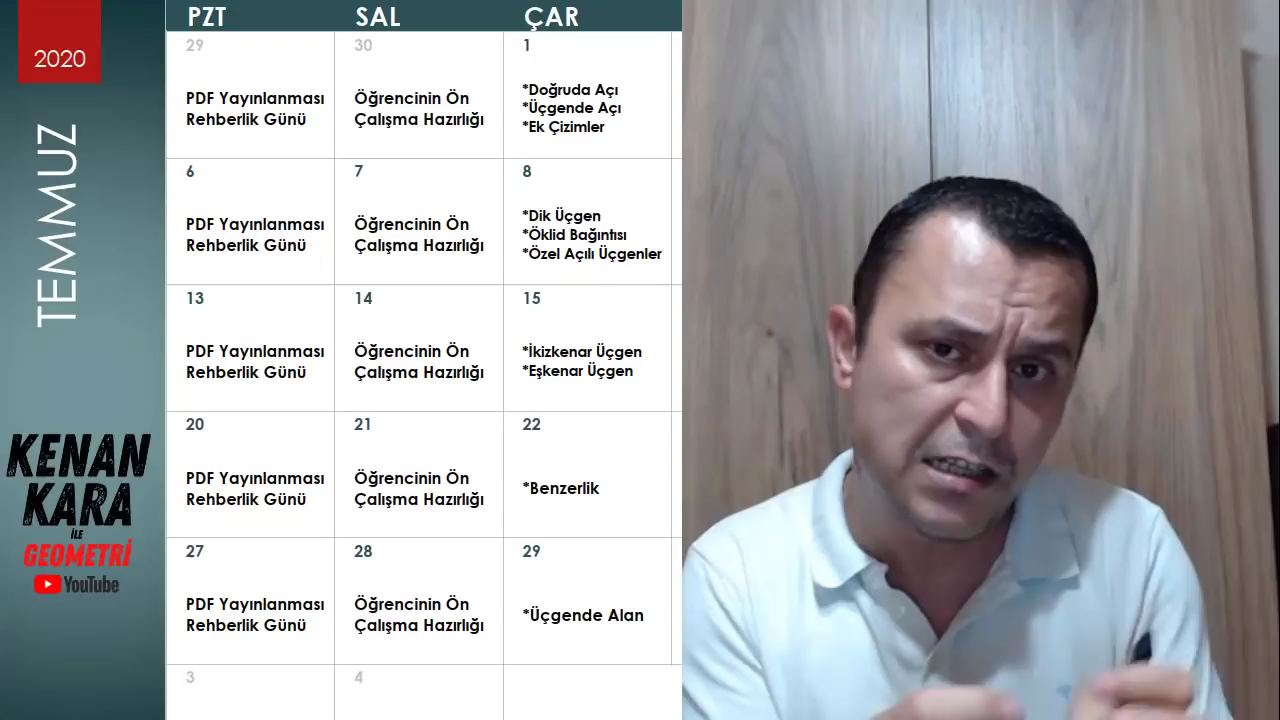 2020
TEMMUZ
KENAN
KARA
İLE
GEOMETRİ
YouTube
PZT SAL ÇAR
29 30 1
PDF Yayınlanması
Rehberlik Günü
Öğrencinin Ön
Çalışma Hazırlığı
*Doğruda Açı
*Üçgende Açı
*Ek Çizimler
6 7 8
PDF Yayınlanması
Rehberlik Günü
Öğrencinin Ön
Çalışma Hazırlığı
*Dik Üçgen
*Öklid Bağıntısı
*Özel Açılı Üçgenler
13 14 15
PDF Yayınlanması
Rehberlik Günü
Öğrencinin Ön
Çalışma Hazırlığı
*İkizkenar Üçgen
*Eşkenar Üçgen
20 21 22
PDF Yayınlanması
Rehberlik Günü
Öğrencinin Ön
Çalışma Hazırlığı
*Benzerlik
27 28 29
PDF Yayınlanması
Rehberlik Günü
Öğrencinin Ön
Çalışma Hazırlığı
*Üçgende Alan
3 4